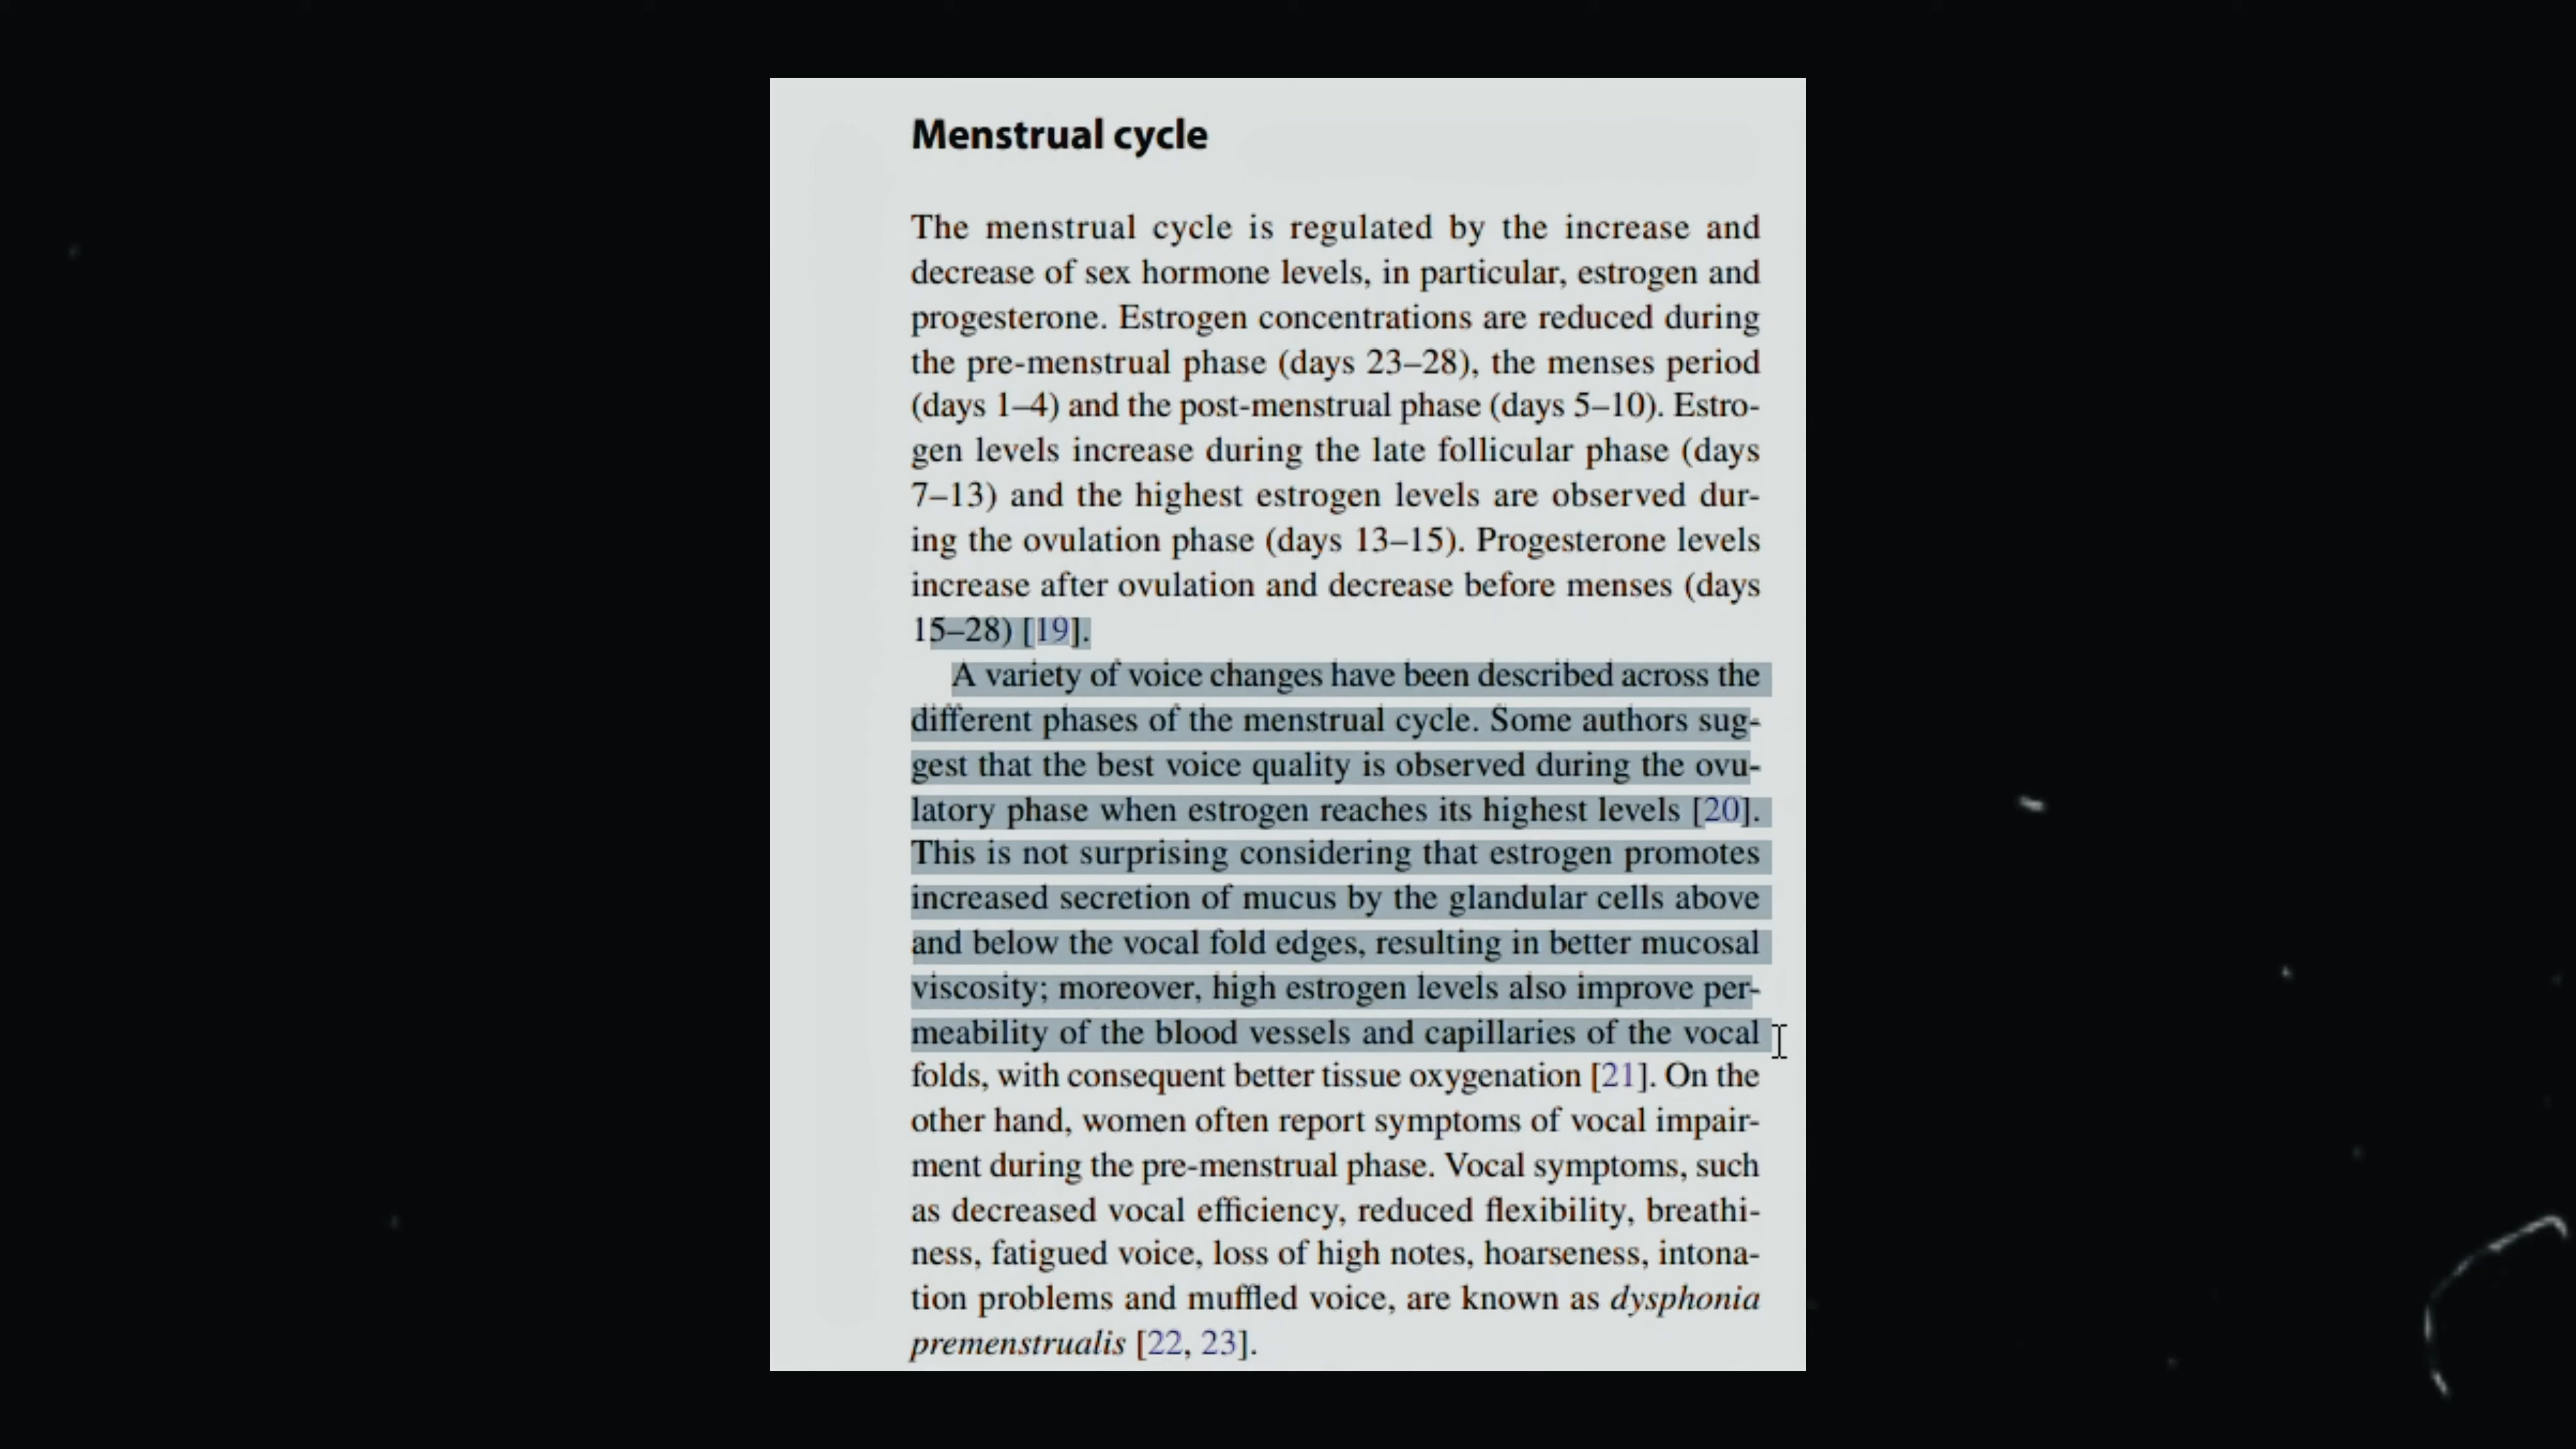 Menstrual cycle
The menstrual cycle is regulated by the increase and
decrease of sex hormone levels, in particular, estrogen and
progesterone. Estrogen concentrations are reduced during
the pre-menstrual phase (days 23–28), the menses period
(days 1–4) and the post-menstrual phase (days 5–10). Estro-
gen levels increase during the late follicular phase (days
7–13) and the highest estrogen levels are observed dur-
ing the ovulation phase (days 13–15). Progesterone levels
increase after ovulation and decrease before menses (days
15–28) [19].
A variety of voice changes have been described across the
different phases of the menstrual cycle. Some authors sug-
gest that the best voice quality is observed during the ovu-
latory phase when estrogen reaches its highest levels [20].
This is not surprising considering that estrogen promotes
increased secretion of mucus by the glandular cells above
and below the vocal fold edges, resulting in better mucosal
viscosity; moreover, high estrogen levels also improve per-
meability of the blood vessels and capillaries of the vocal
folds, with consequent better tissue oxygenation [21]. On the
other hand, women often report symptoms of vocal impair-
ment during the pre-menstrual phase. Vocal symptoms, such
as decreased vocal efficiency, reduced flexibility, breathi-
ness, fatigued voice, loss of high notes, hoarseness, intona-
tion problems and muffled voice, are known as dysphonia
premenstrualis [22, 23].